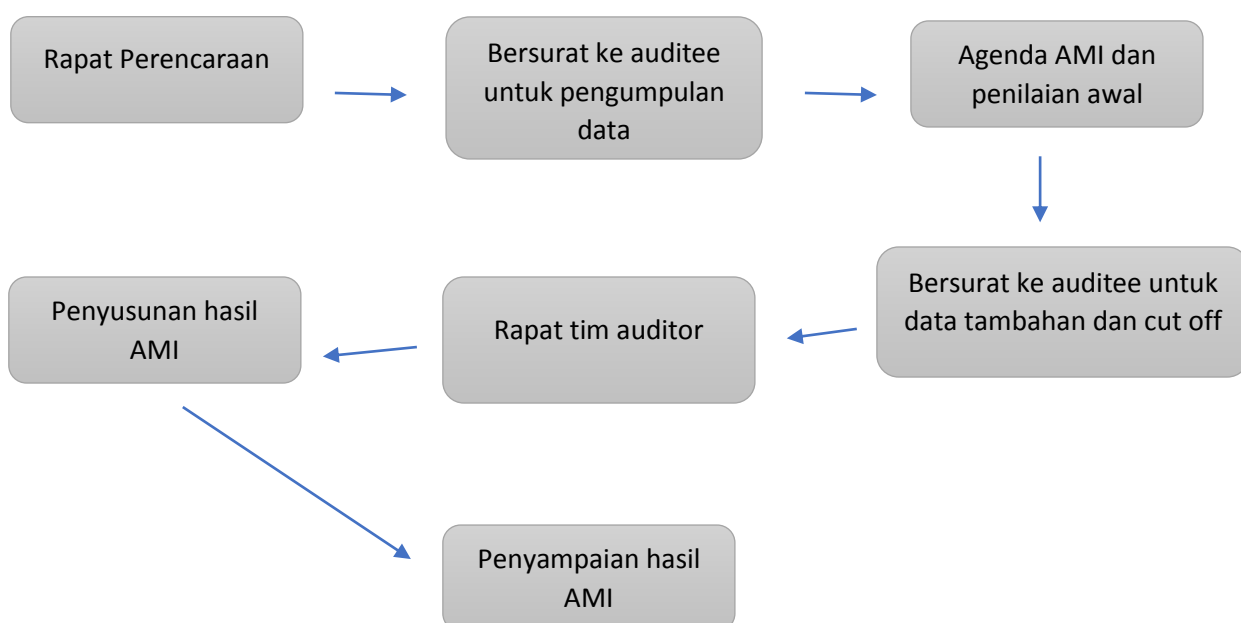 Rapat Perencaraan
Bersurat ke auditee
untuk pengumpulan
data
Agenda AMI dan
penilaian awal
Bersurat ke auditee untuk
data tambahan dan cut off
Rapat tim auditor
Penyusunan hasil
AMI
Penyampaian hasil
AMI